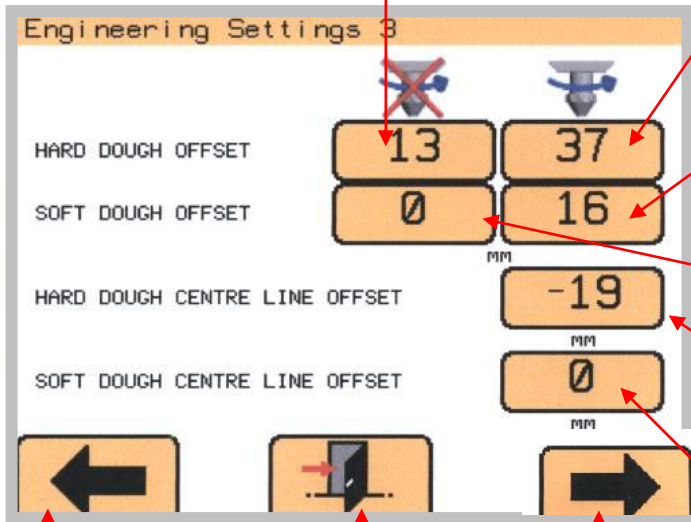 Engineering Settings 3
HARD DOUGH OFFSET 13 37
SOFT DOUGH OFFSET 0 16
MM
HARD DOUGH CENTRE LINE OFFSET -19
MM
SOFT DOUGH CENTRE LINE OFFSET 0
MM